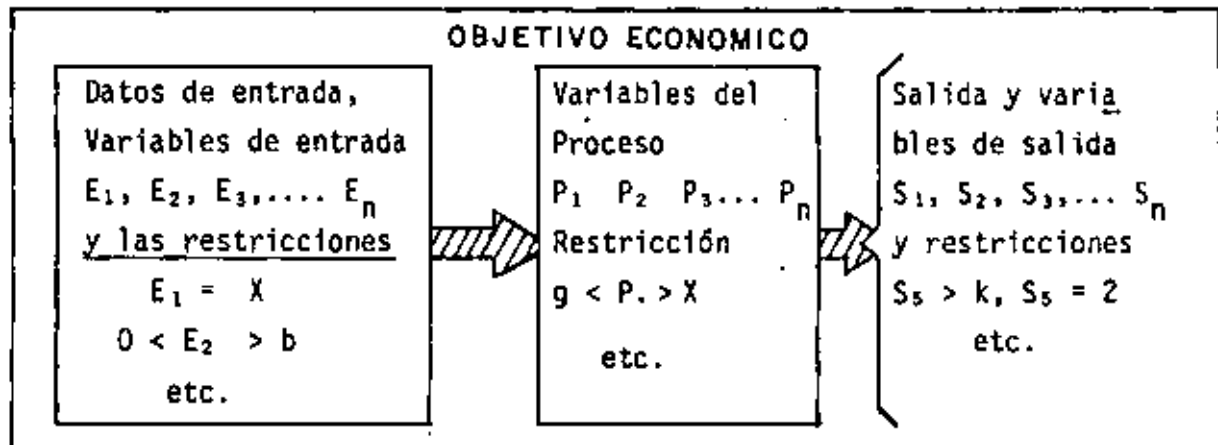 OBJETIVO ECONOMICO
Datos de entrada,
Variables de entrada
E₁, E₂, E₃,.... Eₙ
y las restricciones
E₁ = X
0 < E₂ > b
etc.
Variables del
Proceso
P₁ P₂ P₃... Pₙ
Restricción
g < P. > X
etc.
Salida y varia
bles de salida
S₁, S₂, S₃,... Sₙ
y restricciones
S₅ > k, S₅ = 2
etc.